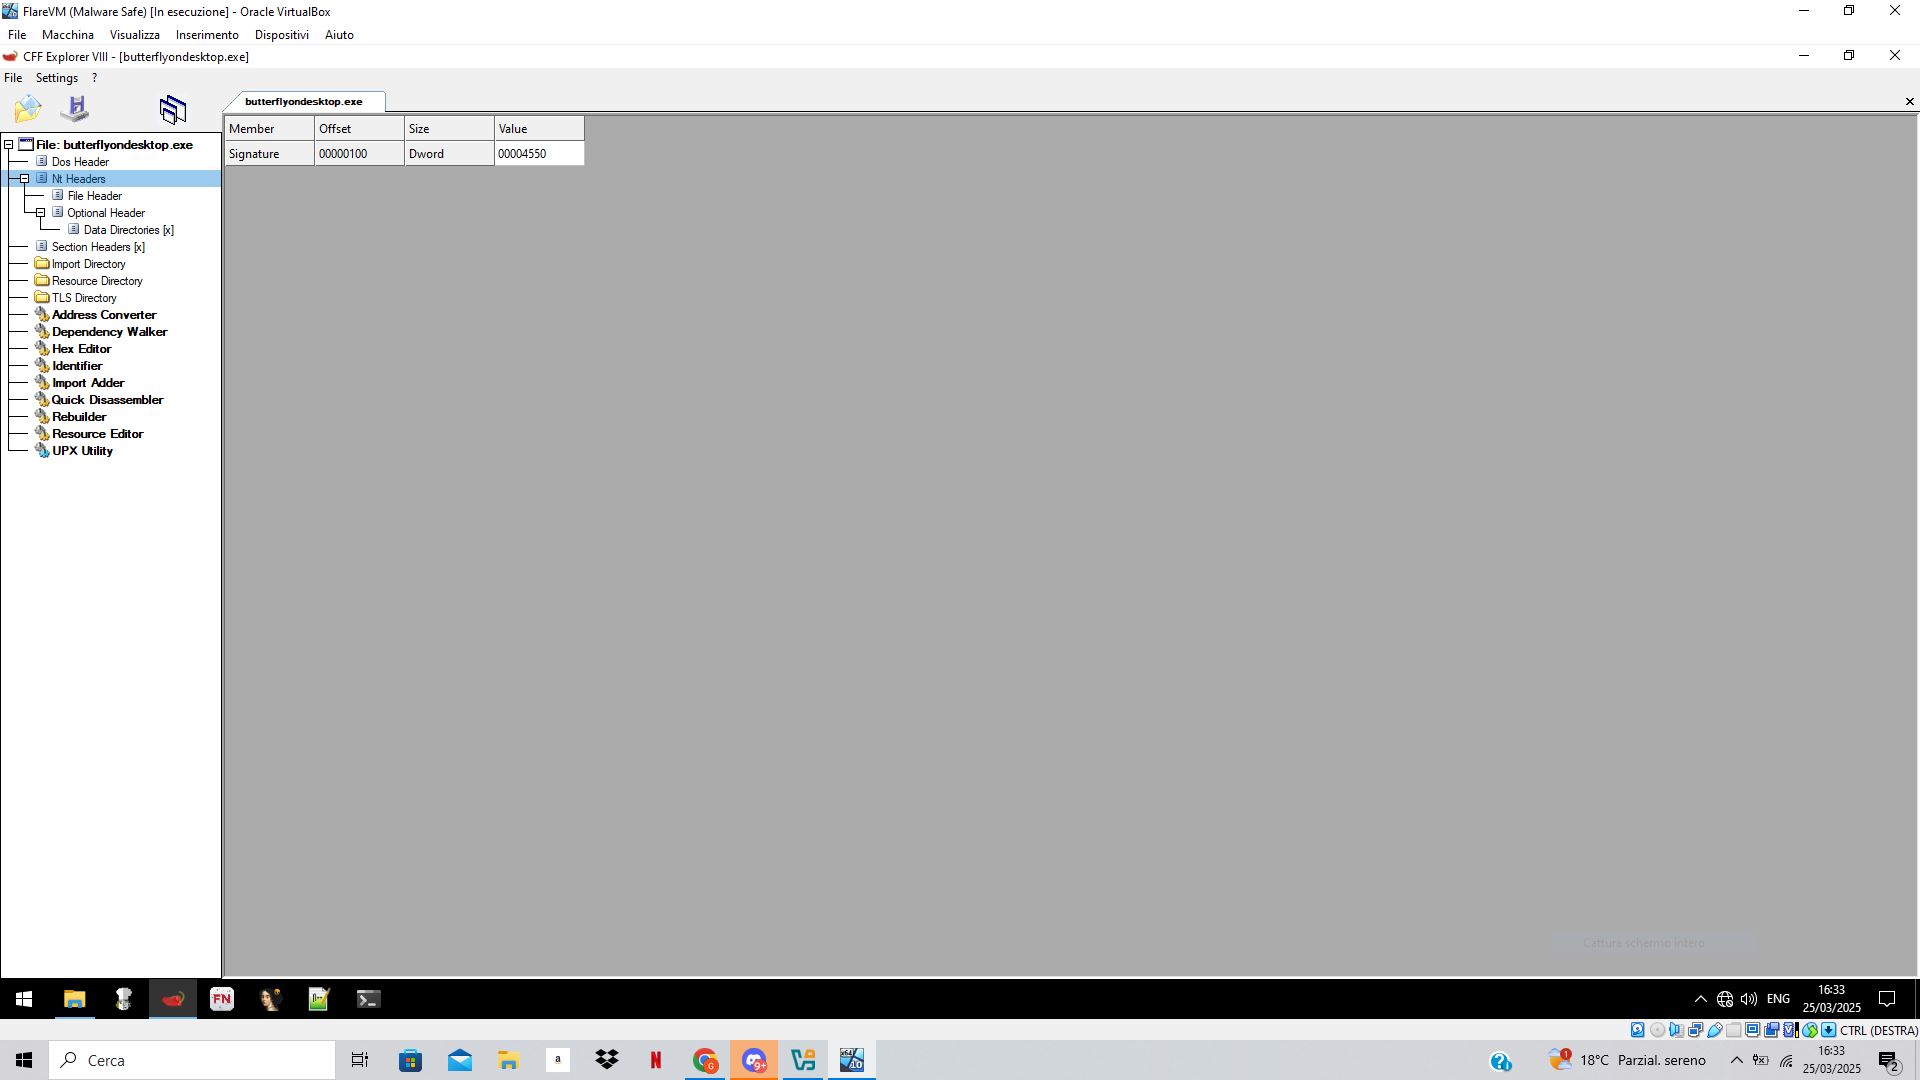 FlareVM (Malware Safe) [In esecuzione] - Oracle VirtualBox
File Macchina Visualizza Inserimento Dispositivi Aiuto
CFF Explorer VIII - [butterflyondesktop.exe]
File Settings ?
butterflyondesktop.exe
Member Offset Size Value
Signature 00000100 Dword 00004550
File: butterflyondesktop.exe
Dos Header
Nt Headers
File Header
Optional Header
Data Directories [x]
Section Headers [x]
Import Directory
Resource Directory
TLS Directory
Address Converter
Dependency Walker
Hex Editor
Identifier
Import Adder
Quick Disassembler
Rebuilder
Resource Editor
UPX Utility
Cattura schermo intero
FN
ENG
16:33
25/03/2025
CTRL (DESTRA)
Cerca
a
N
G
9+
x64
10
1
18°C Parzial. sereno
16:33
25/03/2025
2